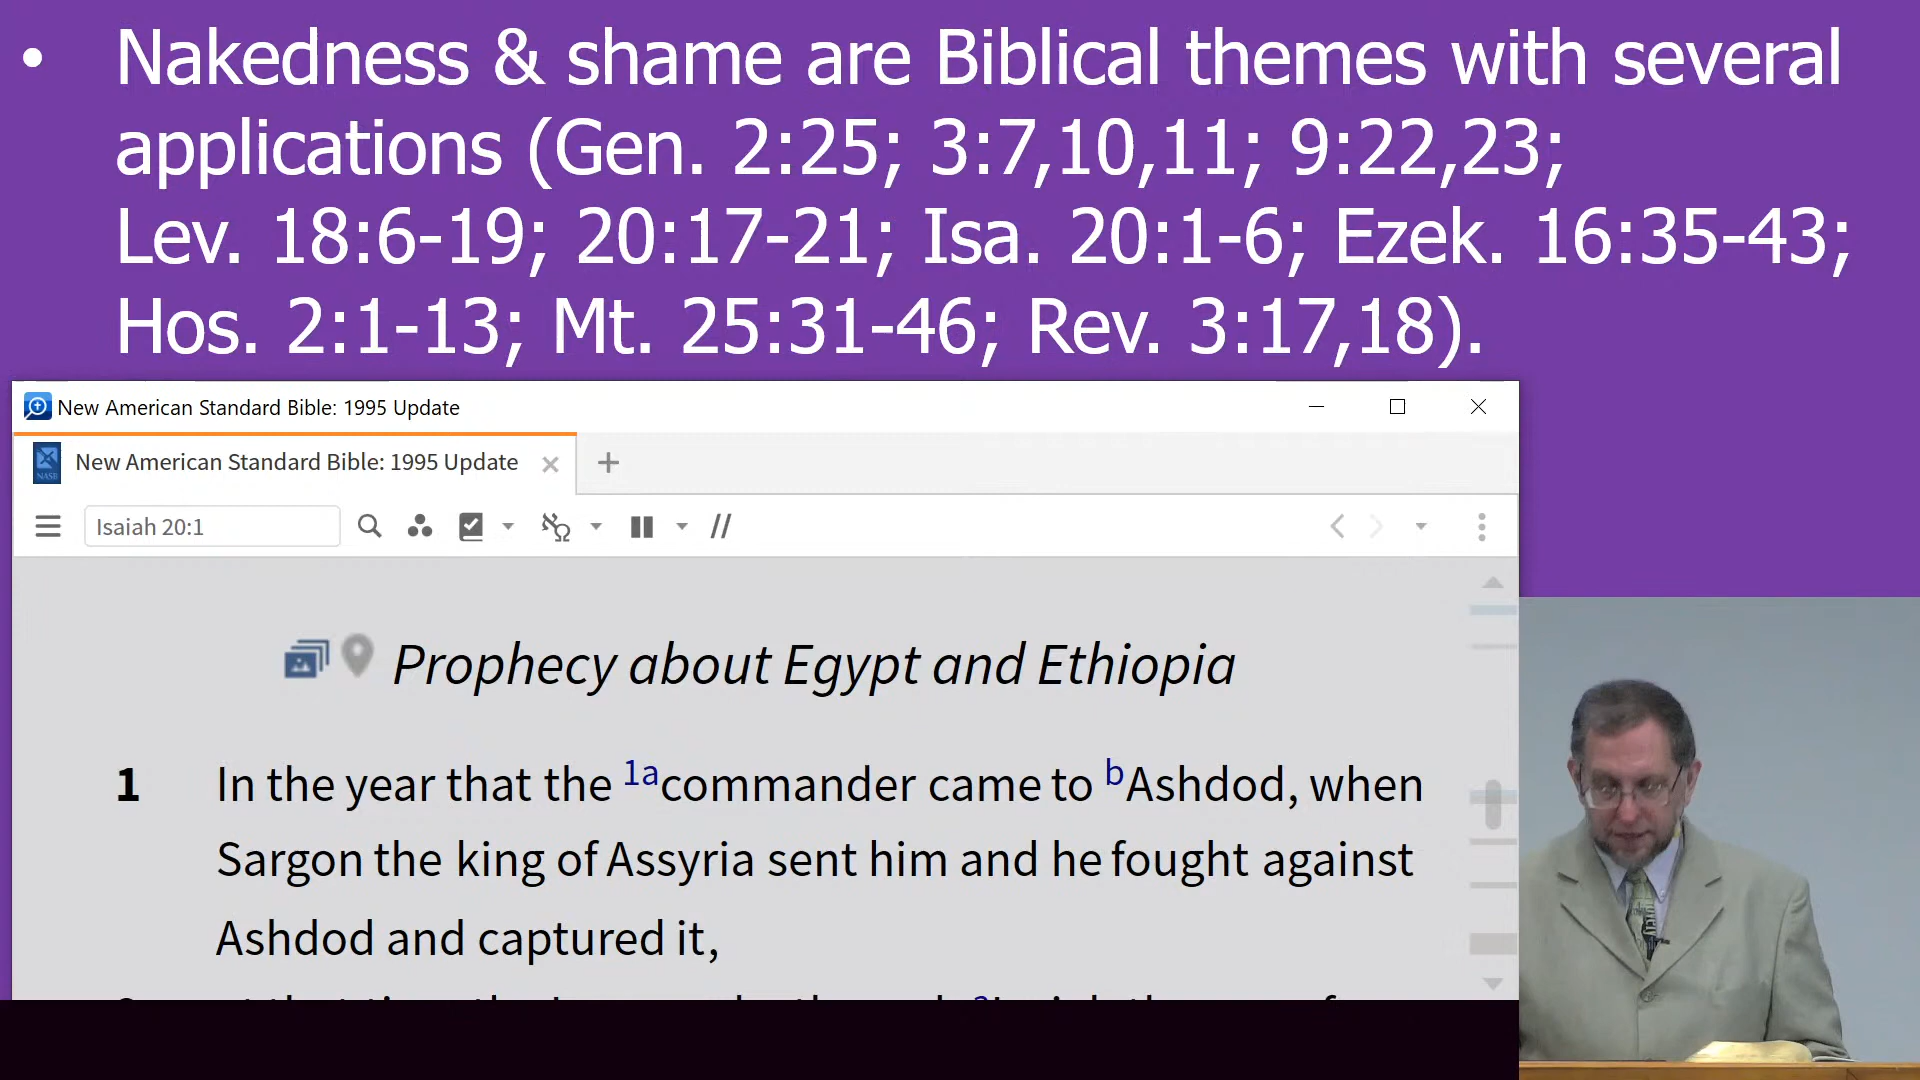 • Nakedness & shame are Biblical themes with several
applications (Gen. 2:25; 3:7,10,11; 9:22,23;
Lev. 18:6-19; 20:17-21; Isa. 20:1-6; Ezek. 16:35-43;
Hos. 2:1-13; Mt. 25:31-46; Rev. 3:17,18).
New American Standard Bible: 1995 Update
New American Standard Bible: 1995 Update
Isaiah 20:1
Prophecy about Egypt and Ethiopia
1 In the year that the 1acommander came to bAshdod, when
Sargon the king of Assyria sent him and he fought against
Ashdod and captured it,